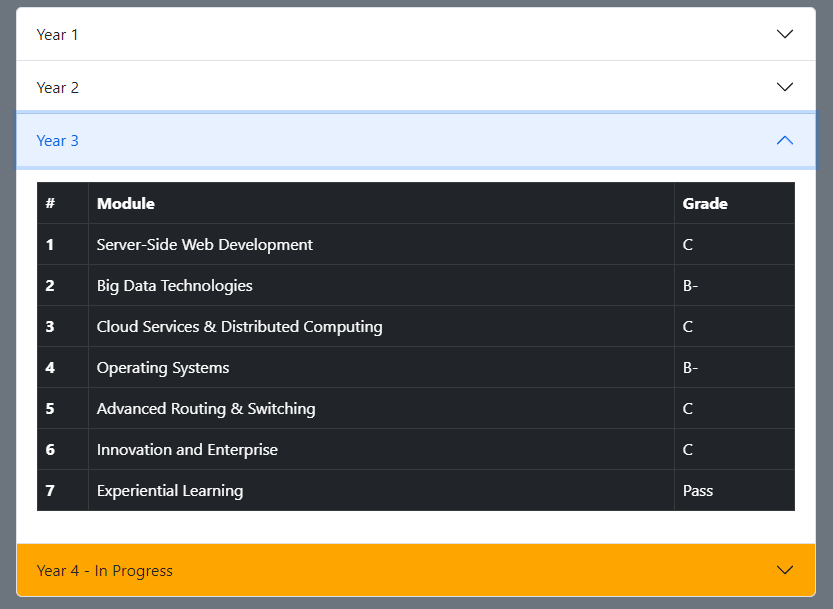 Year 1
Year 2
Year 3
# Module Grade
1 Server-Side Web Development C
2 Big Data Technologies B-
3 Cloud Services & Distributed Computing C
4 Operating Systems B-
5 Advanced Routing & Switching C
6 Innovation and Enterprise C
7 Experiential Learning Pass
Year 4 - In Progress